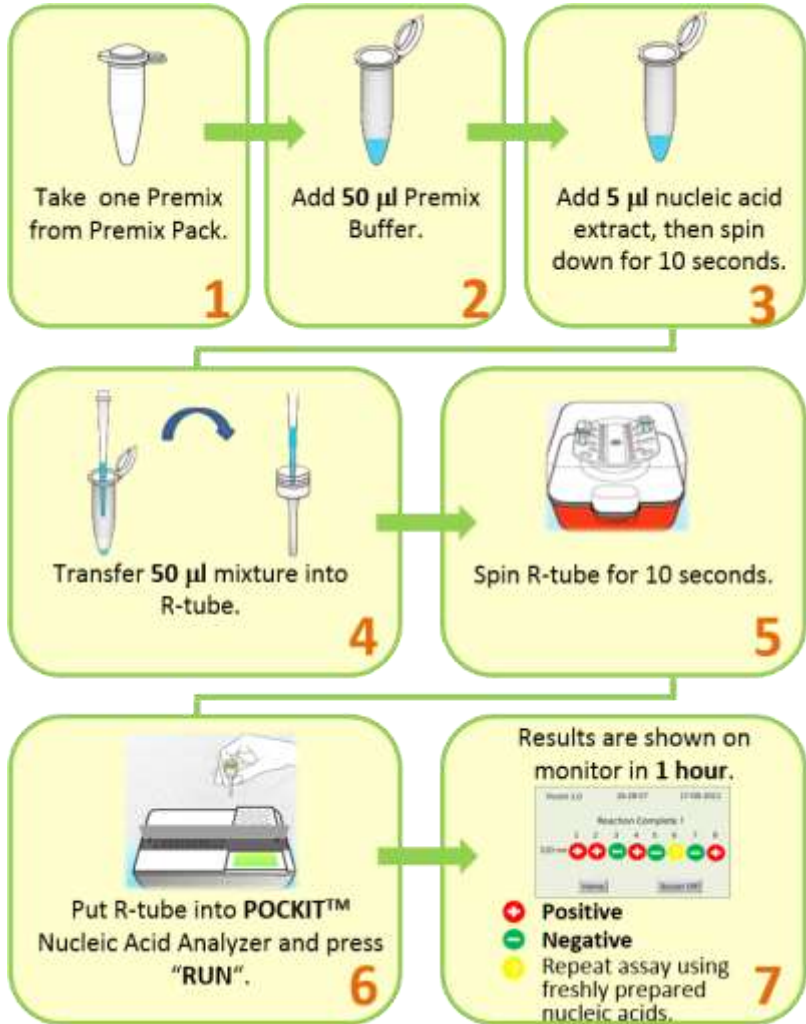 Take one Premix
from Premix Pack.
1
Add 50 µl Premix
Buffer.
2
Add 5 µl nucleic acid
extract, then spin
down for 10 seconds.
3
Transfer 50 µl mixture into
R-tube.
4
Spin R-tube for 10 seconds.
5
Put R-tube into POCKIT™
Nucleic Acid Analyzer and press
“RUN“.
6
Results are shown on
monitor in 1 hour.
Reaction Complete !
1 2 3 4 5 6 7 8
Positive
Negative
Repeat assay using
freshly prepared
nucleic acids.
7